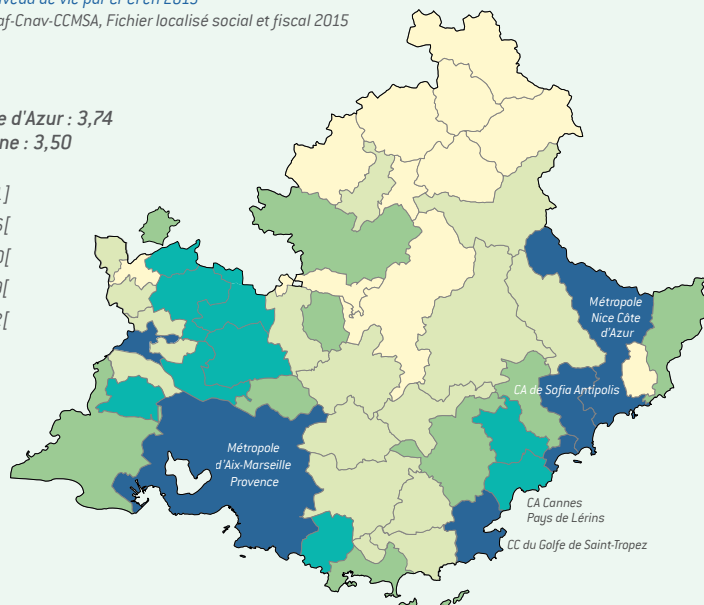 af-Cnav-CCMSA, Fichier localisé social et fiscal 2015
e d'Azur : 3,74
ne : 3,50
Métropole
Nice Côte
d'Azur
CA de Sofia Antipolis
Métropole
d'Aix-Marseille
Provence
CA Cannes
Pays de Lérins
CC du Golfe de Saint-Tropez